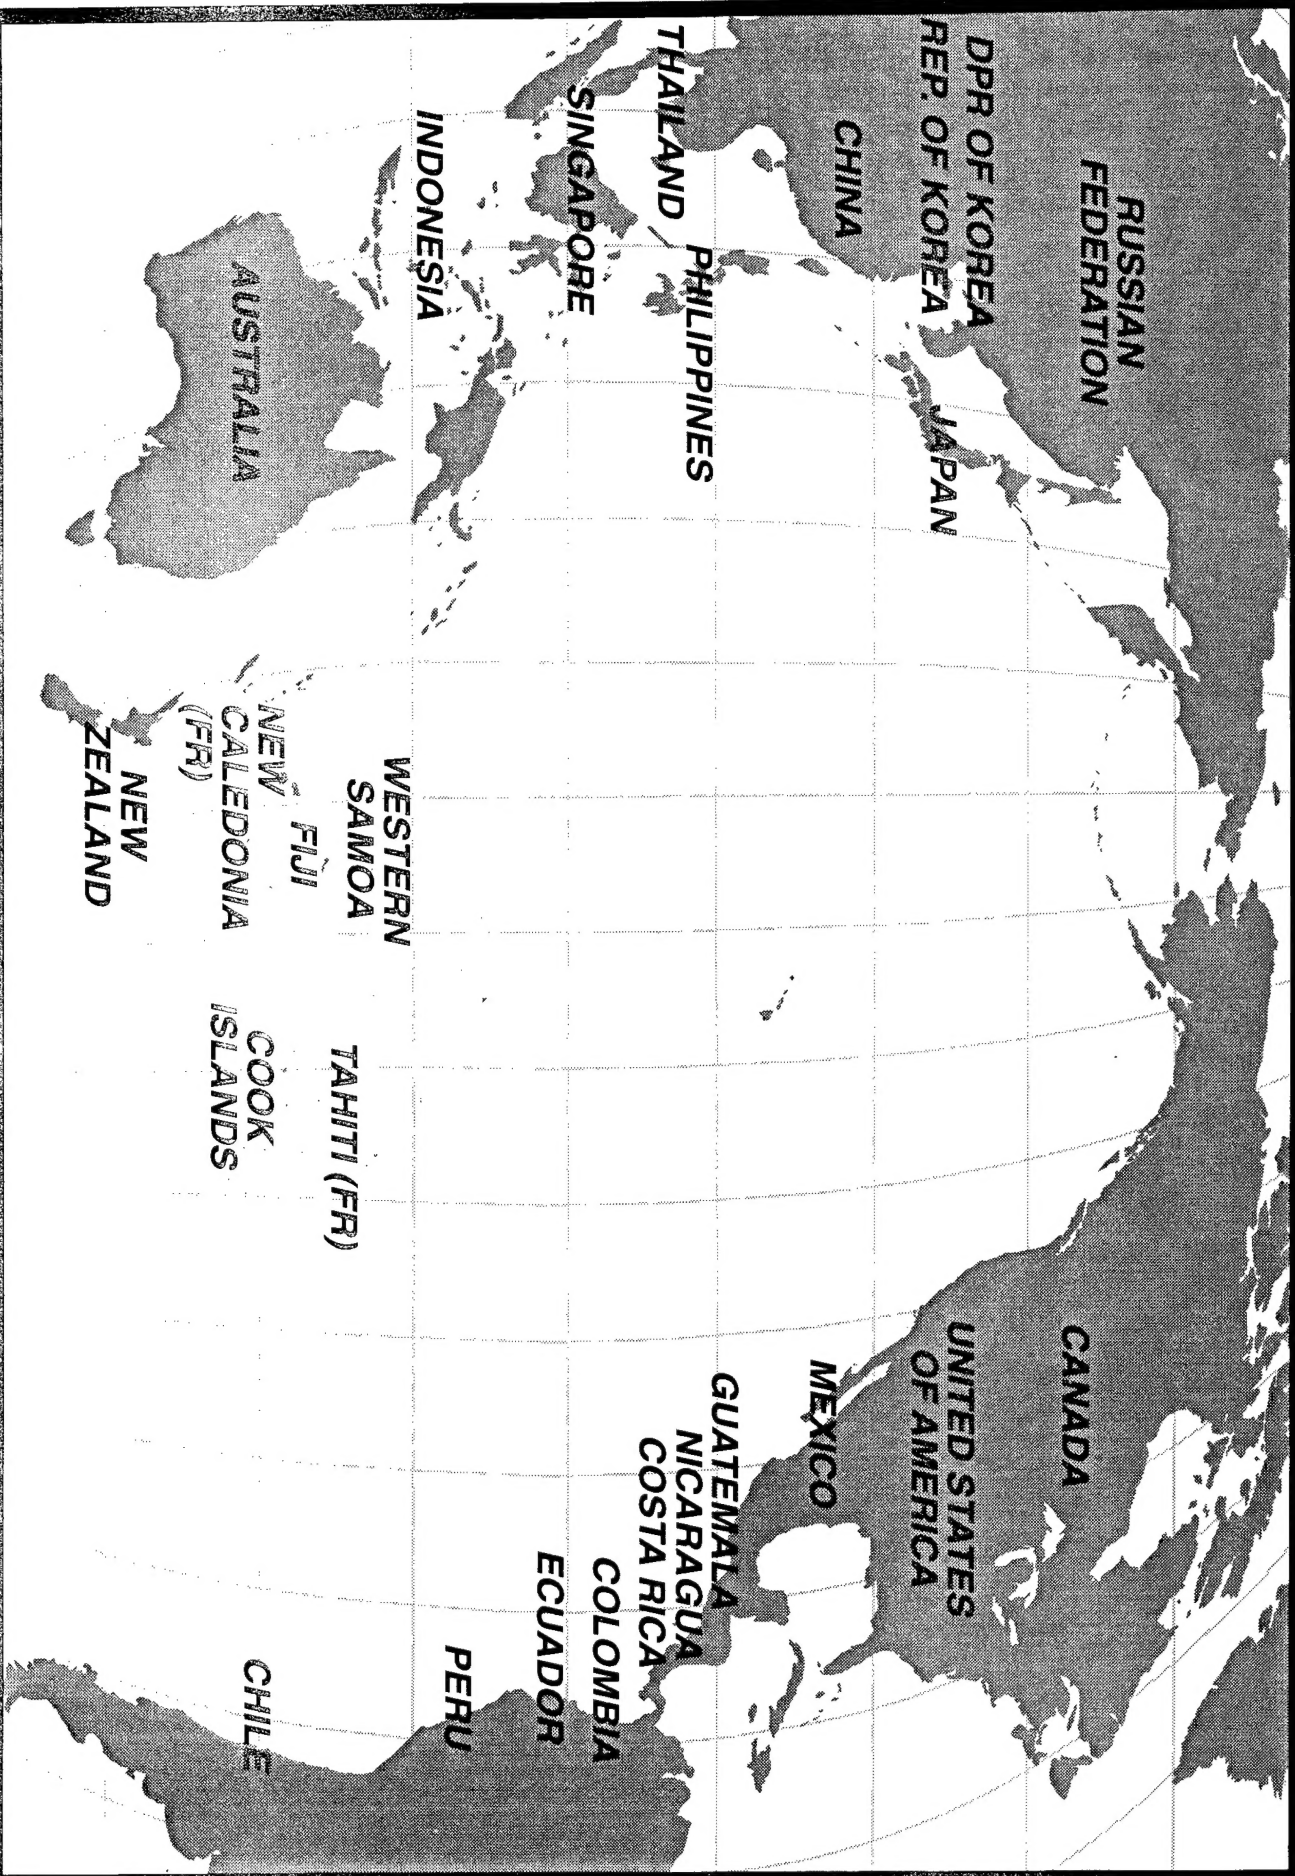 RUSSIAN
FEDERATION
DPR OF KOREA
REP. OF KOREA
JAPAN
CHINA
THAILAND
PHILIPPINES
SINGAPORE
INDONESIA
AUSTRALIA
WESTERN
SAMOA
FIJI
NEW
CALEDONIA
(FR)
NEW
ZEALAND
TAHITI (FR)
COOK
ISLANDS
CANADA
UNITED STATES
OF AMERICA
MEXICO
GUATEMALA
NICARAGUA
COSTA RICA
COLOMBIA
ECUADOR
PERU
CHILE